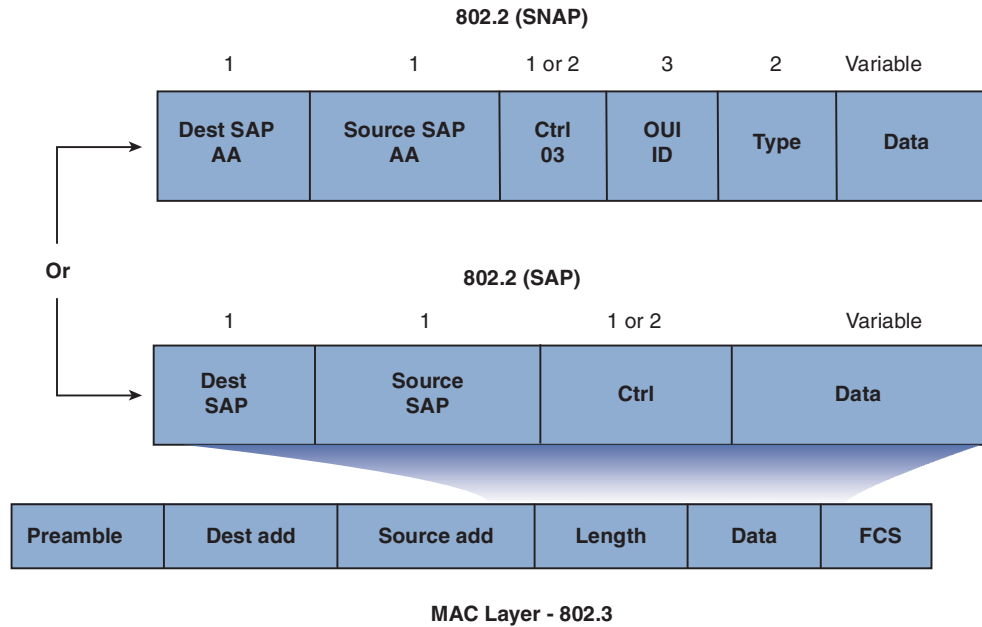 802.2 (SNAP)
1 1 1 or 2 3 2 Variable
Dest SAP
AA
Source SAP
AA
Ctrl
03
OUI
ID
Type
Data
Or
802.2 (SAP)
1 1 1 or 2 Variable
Dest
SAP
Source
SAP
Ctrl
Data
Preamble Dest add Source add Length Data FCS
MAC Layer - 802.3